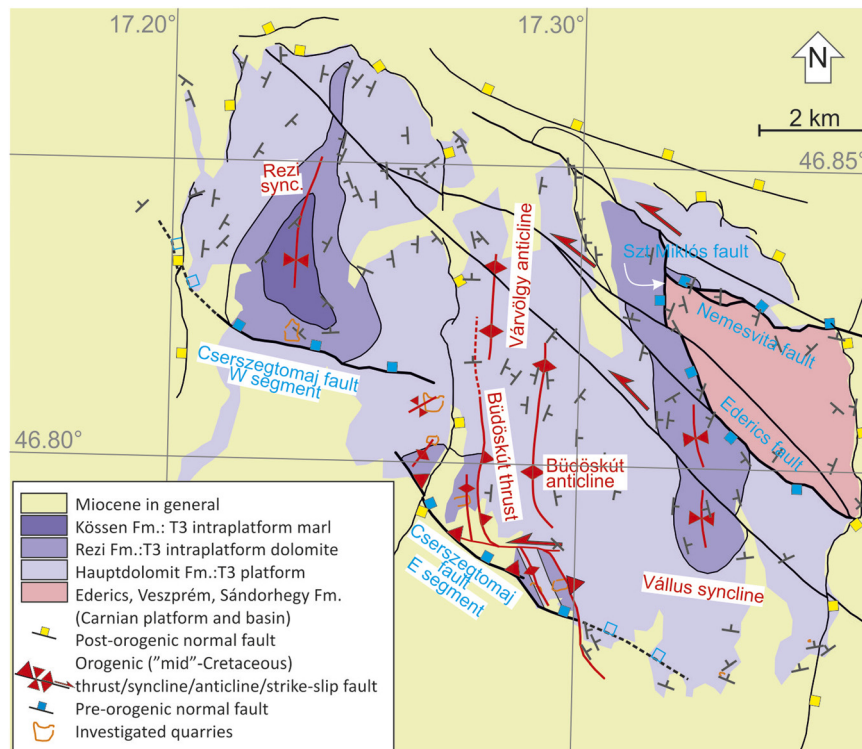 17.20°
17.30°
N
2 km
46.85°
Rezi
sync.
Szt Miklós fault
Várvölgy anticline
Nemesvita fault
Cserszegtomaj fault
W segment
Ederics fault
46.80°
Büdöskút thrust
Büdöskút
anticline
Cserszegtomaj
fault
E segment
Vállus syncline
Miocene in general
Kössen Fm.: T3 intraplatform marl
Rezi Fm.:T3 intraplatform dolomite
Hauptdolomit Fm.:T3 platform
Ederics, Veszprém, Sándorhegy Fm.
(Carnian platform and basin)
Post-orogenic normal fault
Orogenic ("mid"-Cretaceous)
thrust/syncline/anticline/strike-slip fault
Pre-orogenic normal fault
Investigated quarries